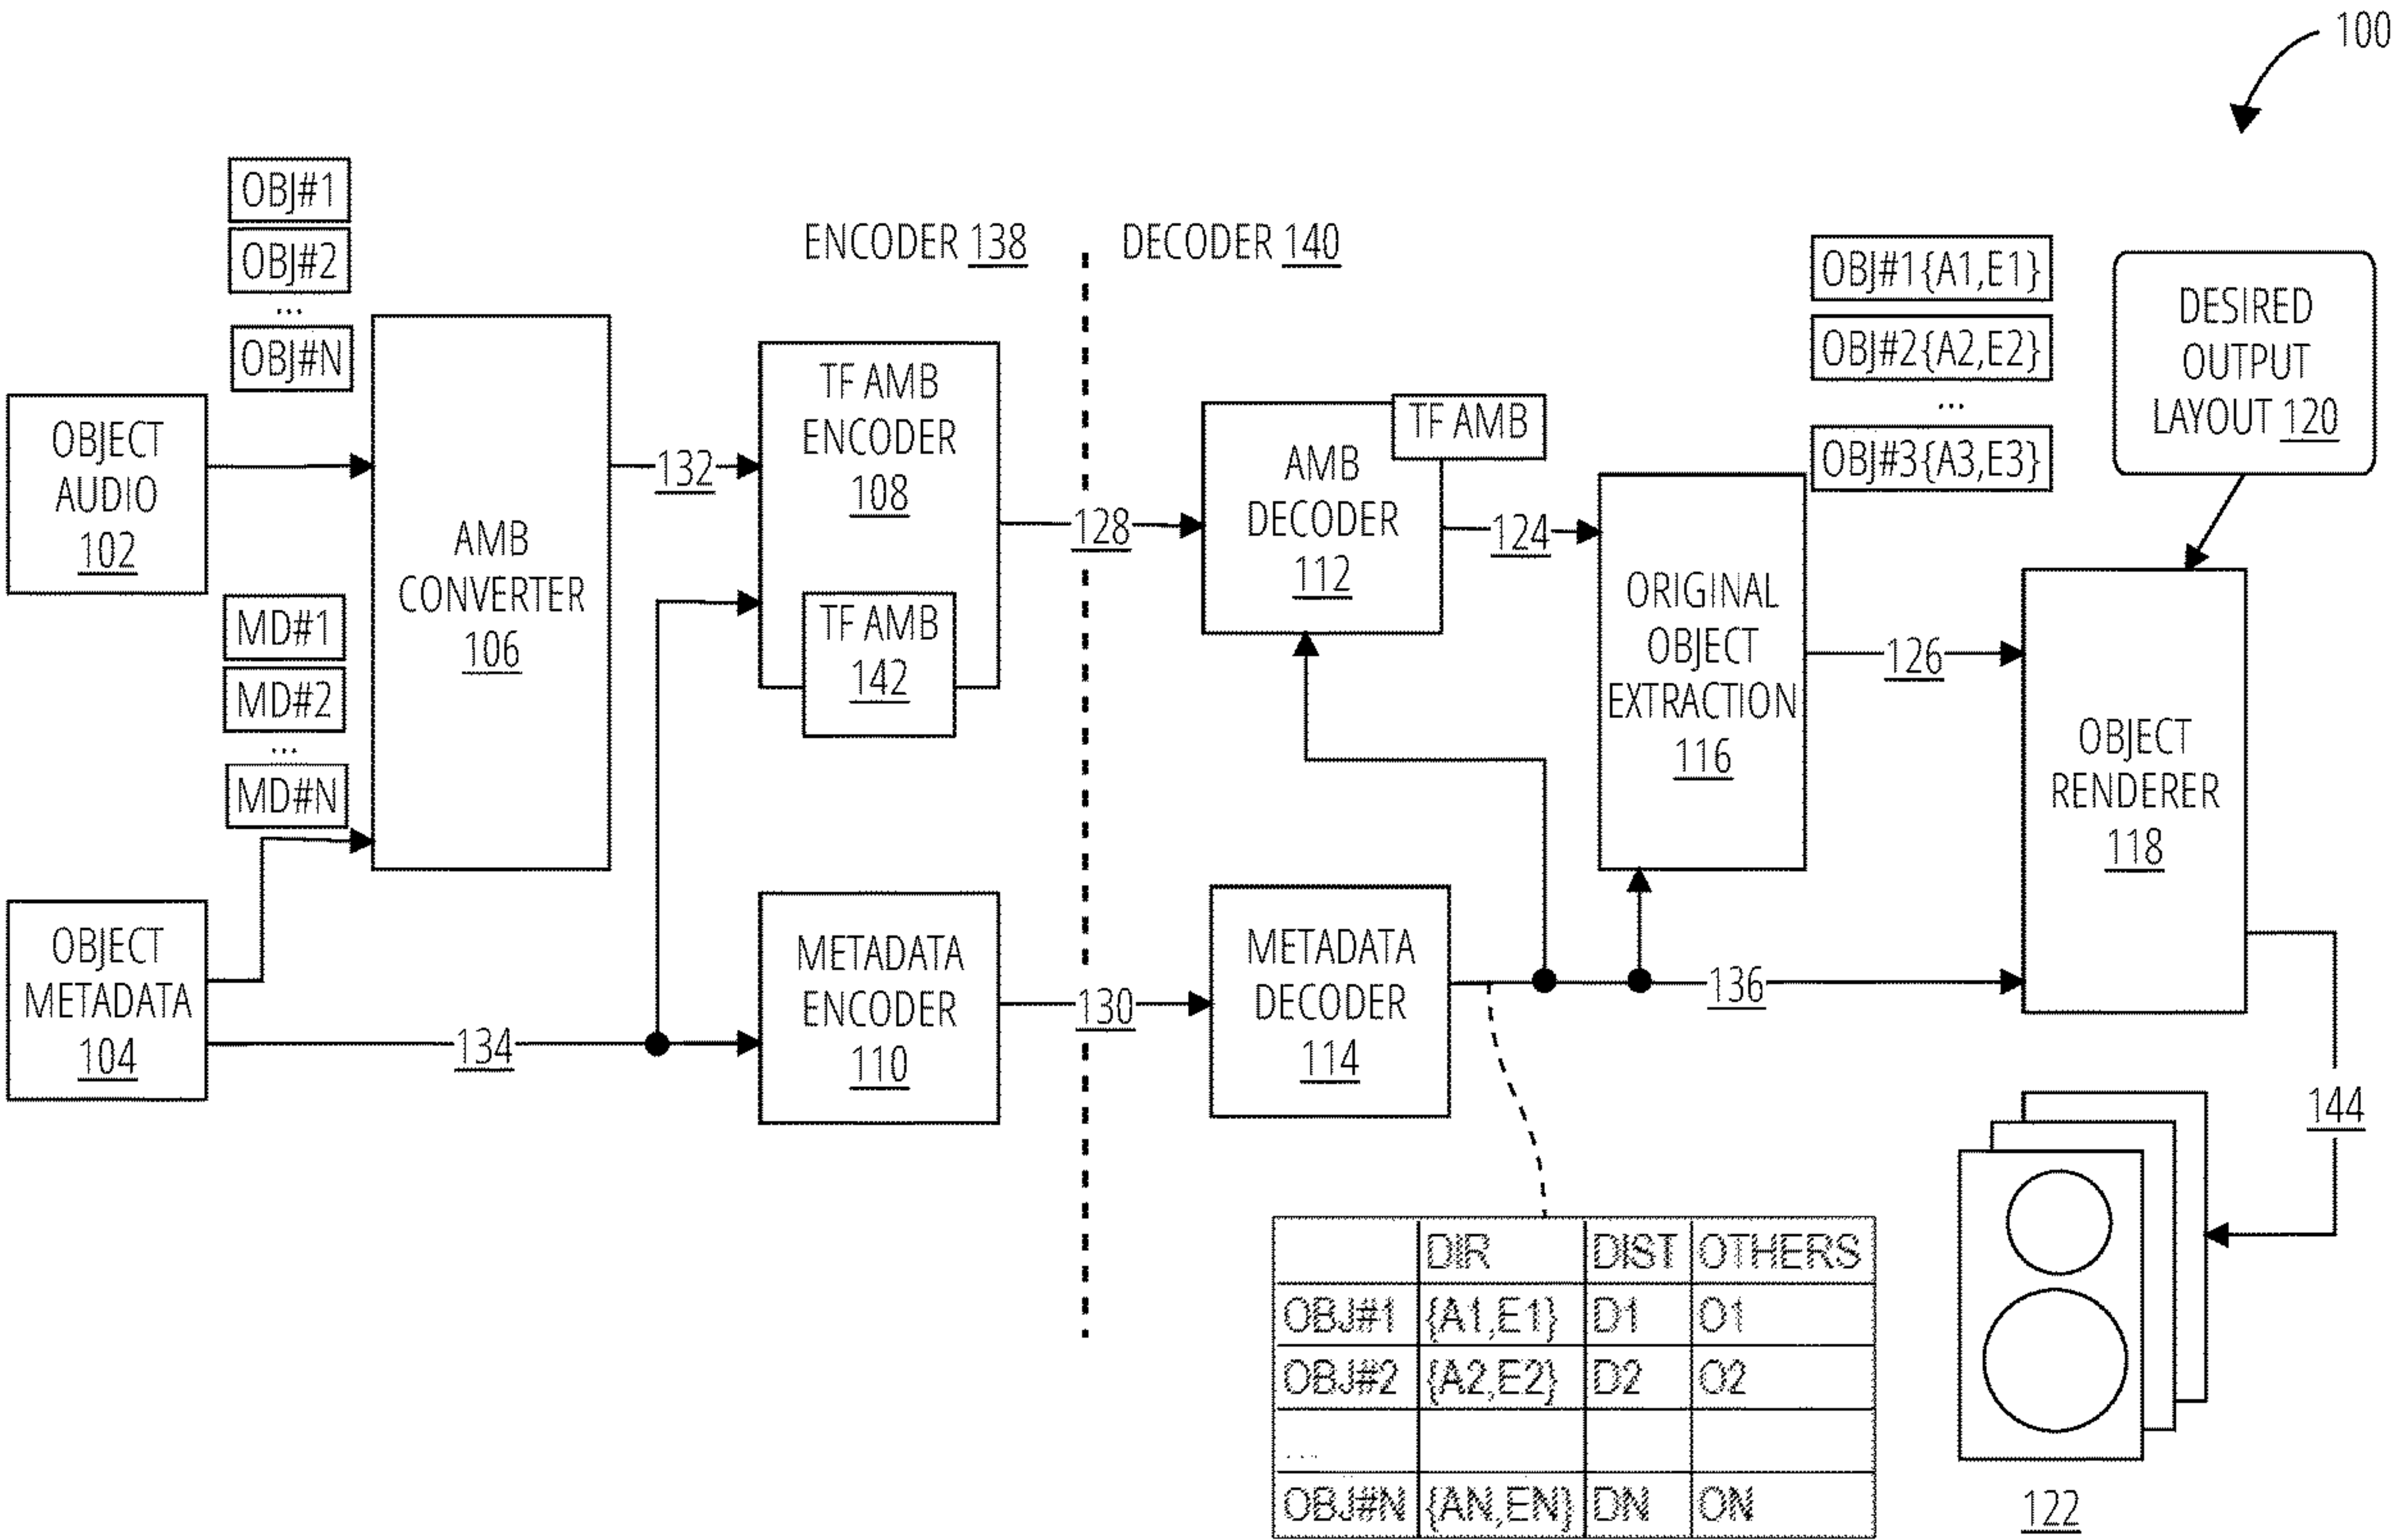 100
OBJ#1
OBJ#2
...
OBJ#N
OBJECT
AUDIO
102
MD#1
MD#2
...
MD#N
OBJECT
METADATA
104
AMB
CONVERTER
106
132
134
ENCODER 138
TF AMB
ENCODER
108
TF AMB
142
METADATA
ENCODER
110
128
130
DECODER 140
TF AMB
AMB
DECODER
112
METADATA
DECODER
114
124
ORIGINAL
OBJECT
EXTRACTION
116
OBJ#1{A1,E1}
OBJ#2{A2,E2}
...
OBJ#3{A3,E3}
DESIRED
OUTPUT
LAYOUT 120
126
136
OBJECT
RENDERER
118
144
DIR DIST OTHERS
OBJ#1 {A1,E1} D1 O1
OBJ#2 {A2,E2} D2 O2
...
OBJ#N {AN,EN} DN ON
122